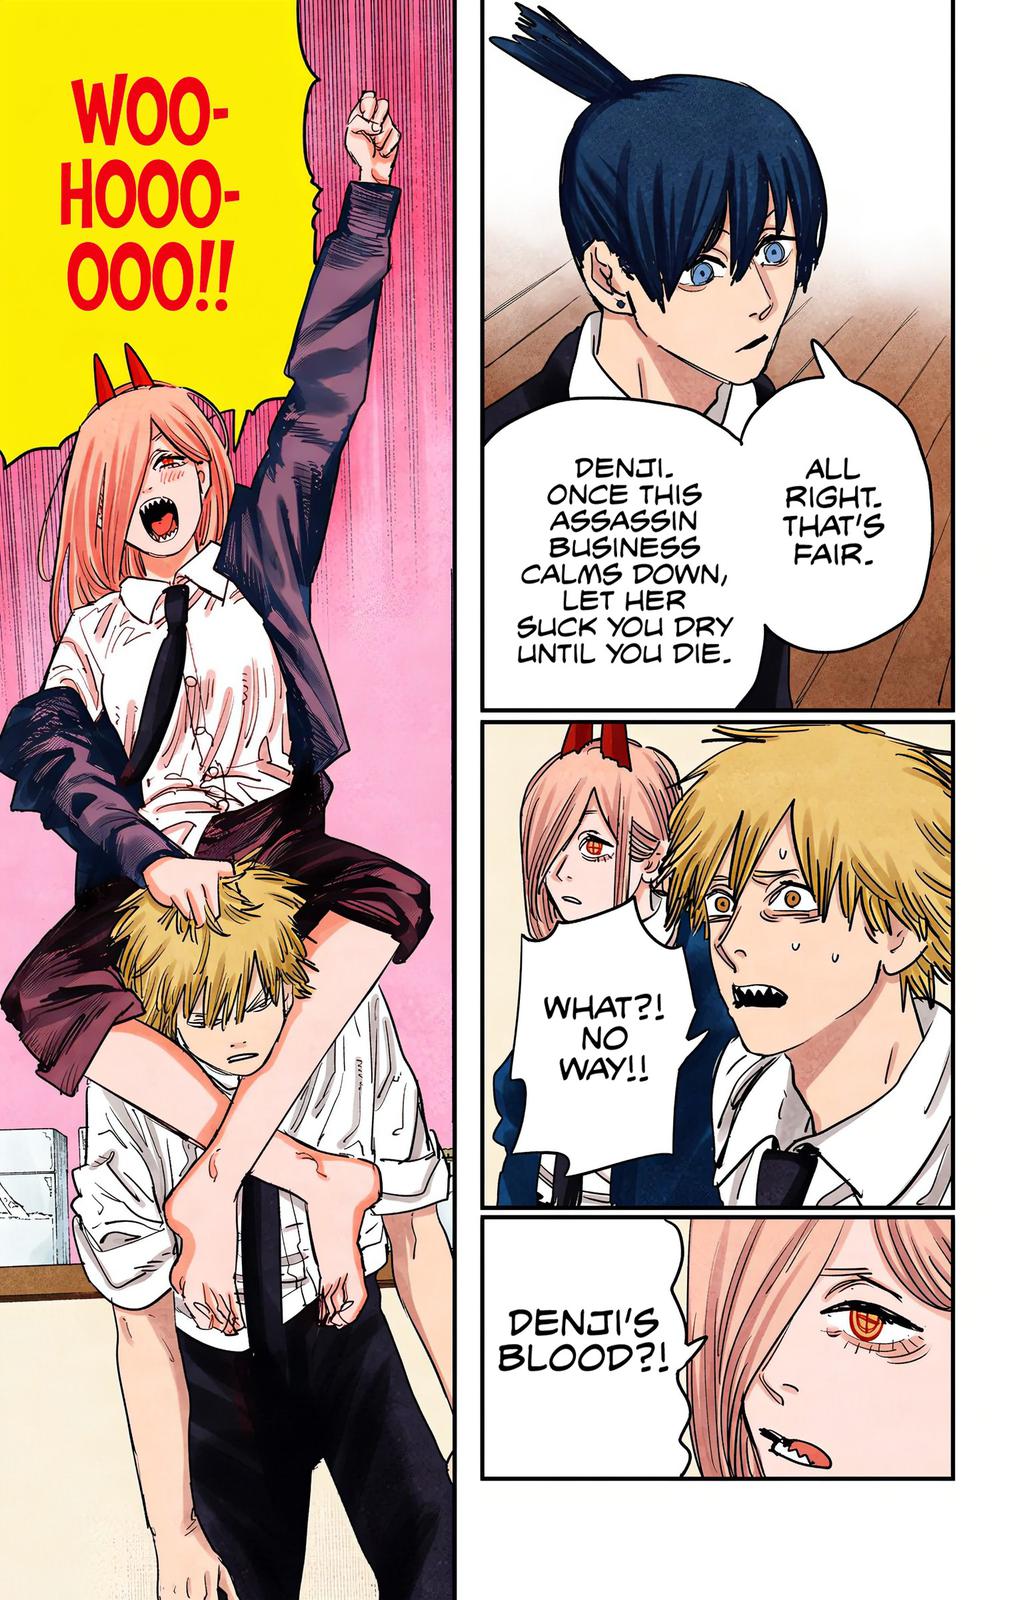 ALL
RIGHT.
THAT'S
FAIR.
DENJI.
ONCE THIS
ASSASSIN
BUSINESS
CALMS DOWN,
LET HER
SUCK YOU DRY
UNTIL YOU DIE.
WHAT?!
NO
WAY!!
DENJI'S
BLOOD?!
WOO-
HOOO-
OOO!!